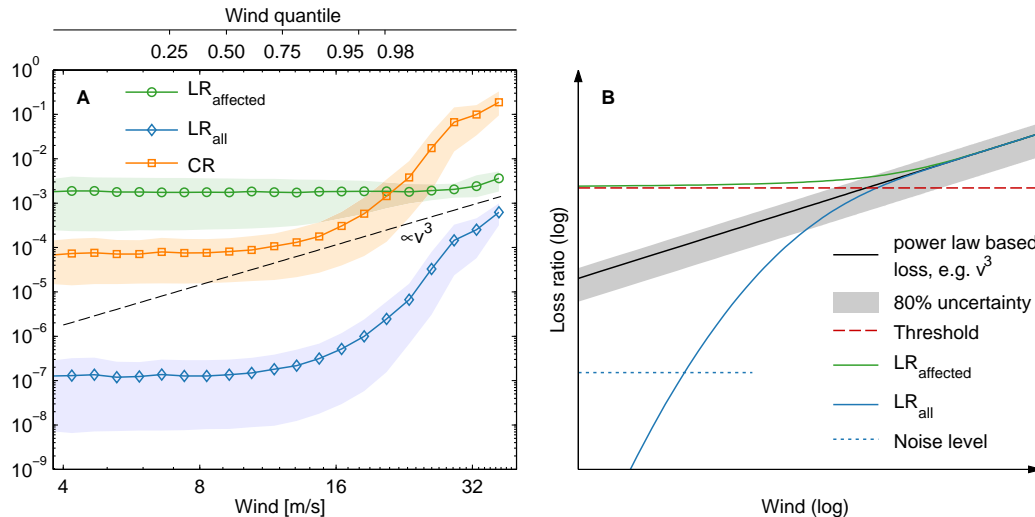 Wind quantile
0.25 0.50 0.75 0.95 0.98
A
LR_affected
LR_all
CR
10^0
10^-1
10^-2
10^-3
10^-4
10^-5
10^-6
10^-7
10^-8
10^-9
∝v^3
4 8 16 32
Wind [m/s]
B
Loss ratio (log)
power law based
loss, e.g. v^3
80% uncertainty
Threshold
LR_affected
LR_all
Noise level
Wind (log)